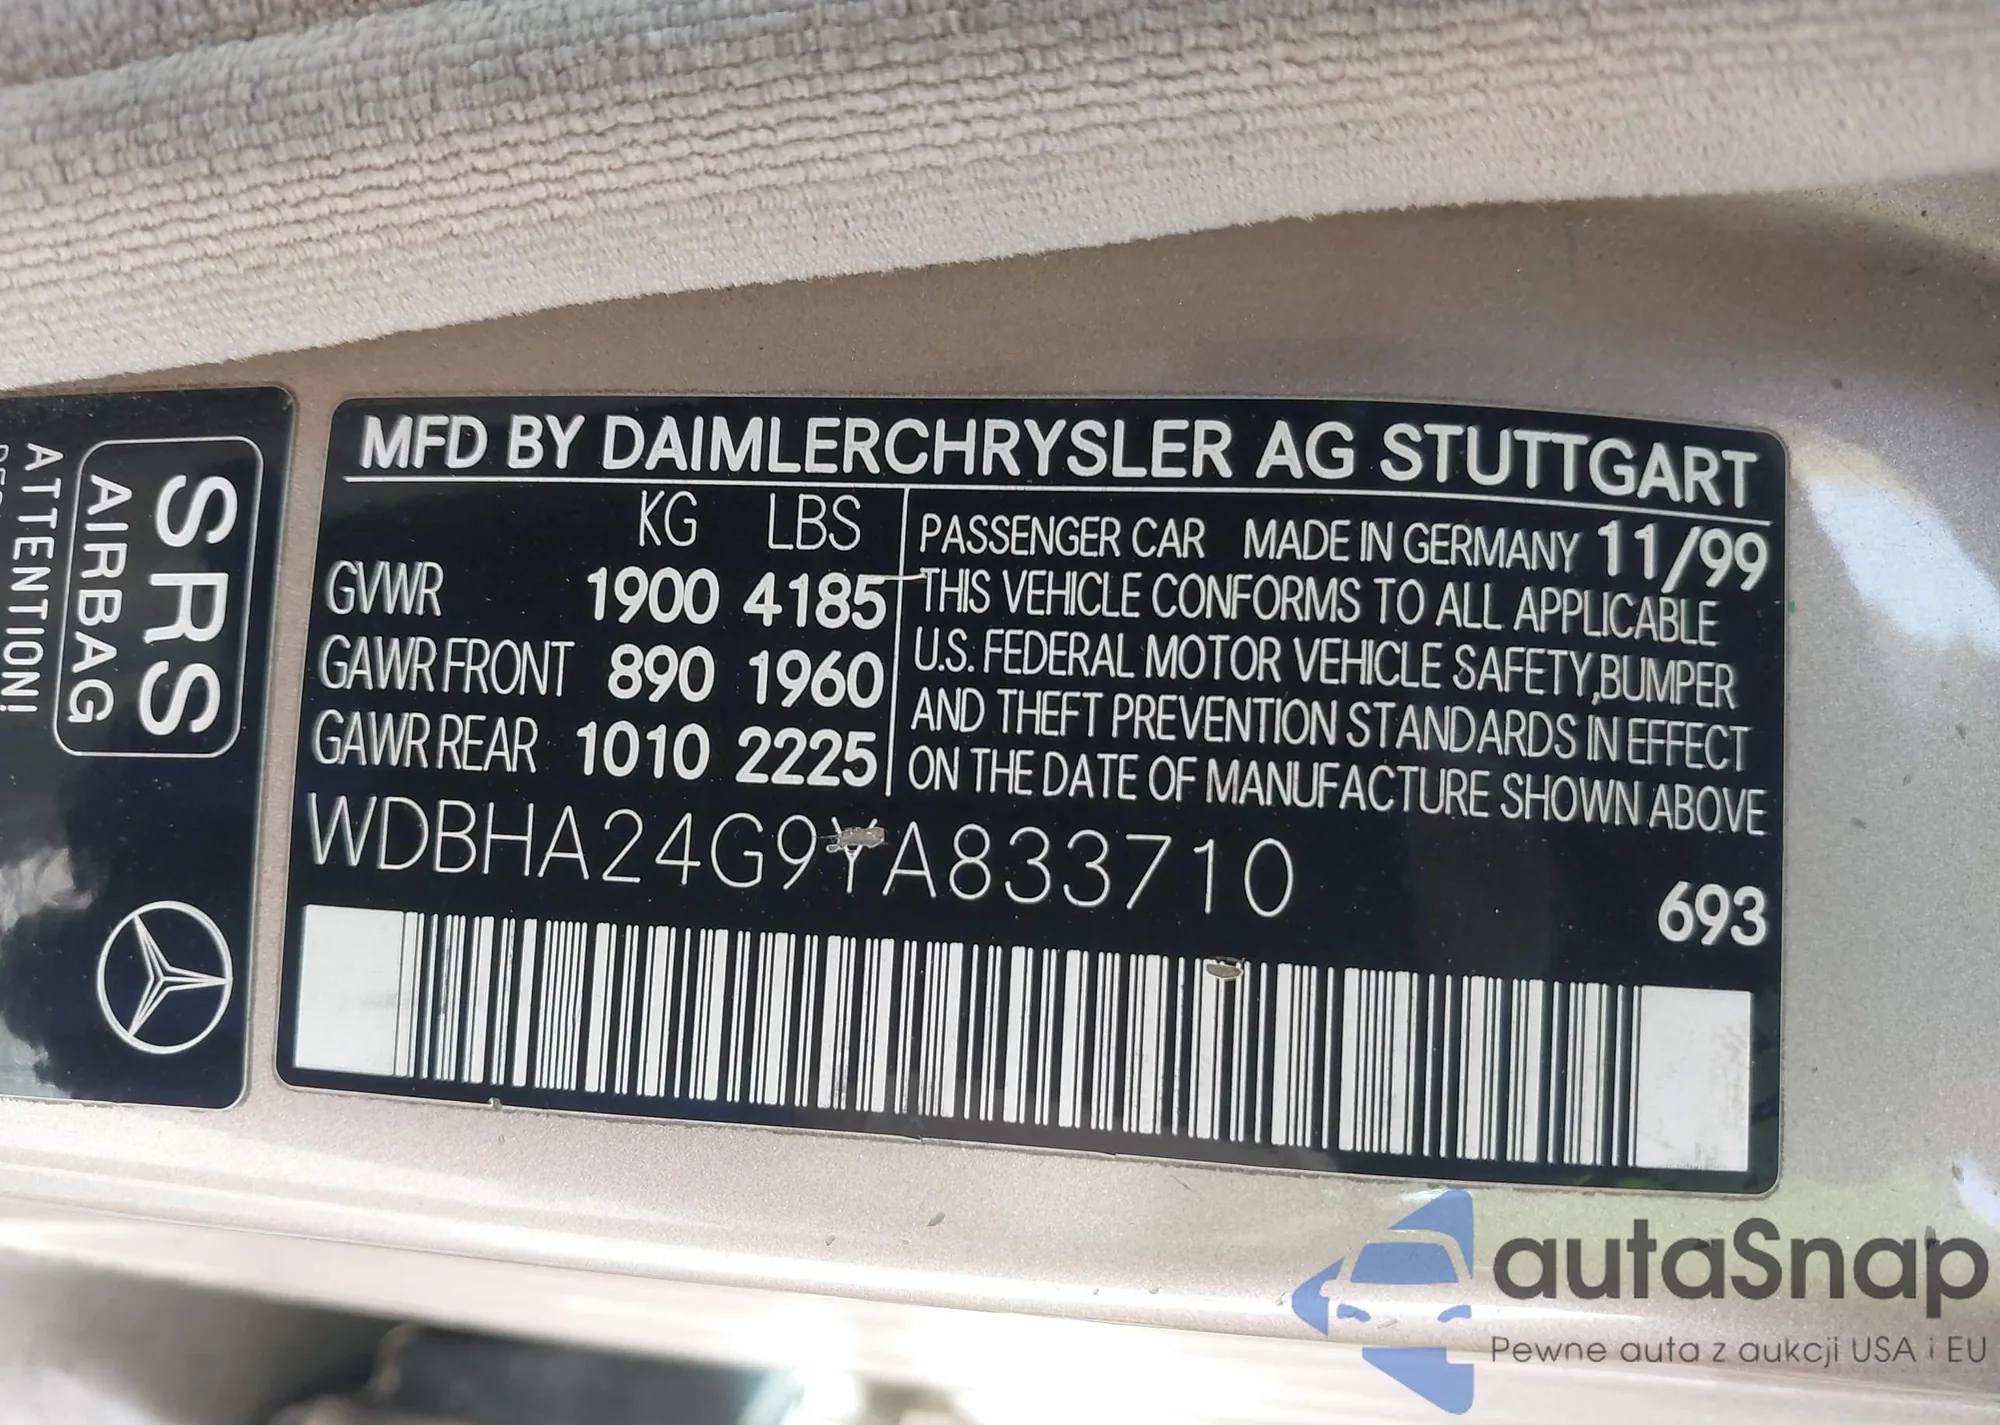 MFD BY DAIMLERCHRYSLER AG STUTTGART
KG LBS
GVWR 1900 4185
GAWR FRONT 890 1960
GAWR REAR 1010 2225
PASSENGER CAR MADE IN GERMANY 11/99
THIS VEHICLE CONFORMS TO ALL APPLICABLE
U.S. FEDERAL MOTOR VEHICLE SAFETY, BUMPER
AND THEFT PREVENTION STANDARDS IN EFFECT
ON THE DATE OF MANUFACTURE SHOWN ABOVE
WDBHA24G9YA833710
693
SRS
AIRBAG
ATTENTION!
autaSnap
Pewne auta z aukcji USA i EU